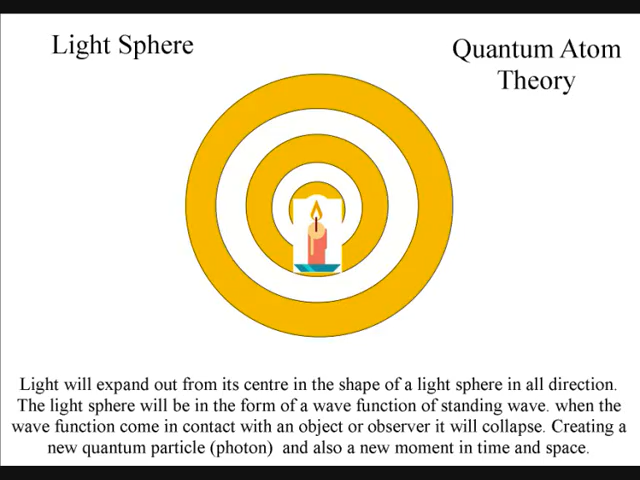 Light Sphere
Quantum Atom
Theory
Light will expand out from its centre in the shape of a light sphere in all direction.
The light sphere will be in the form of a wave function of standing wave. when the
wave function come in contact with an object or observer it will collapse. Creating a
new quantum particle (photon)  and also a new moment in time and space.